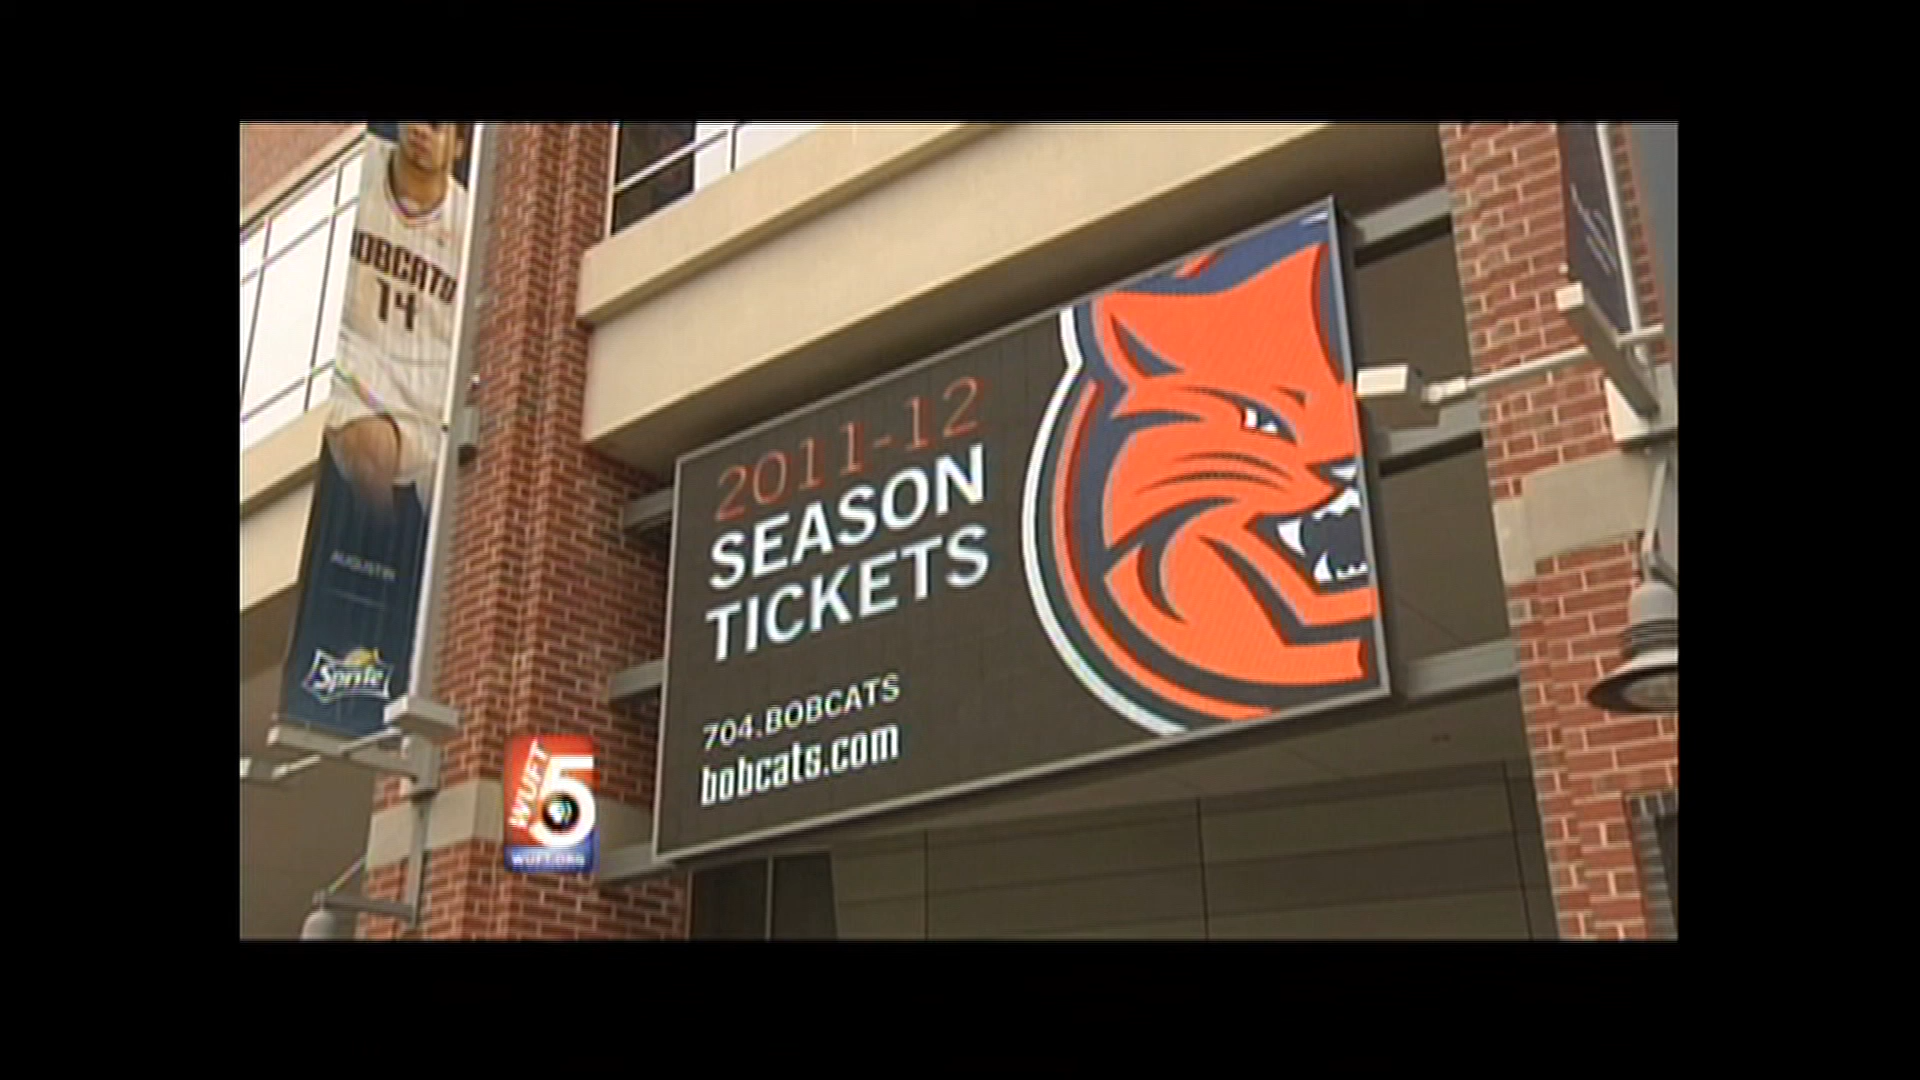 BOBCATS
14
AUGUSTIN
Sprite
2011-12
SEASON
TICKETS
704.BOBCATS
bobcats.com
WUFT 5
WUFT.ORG